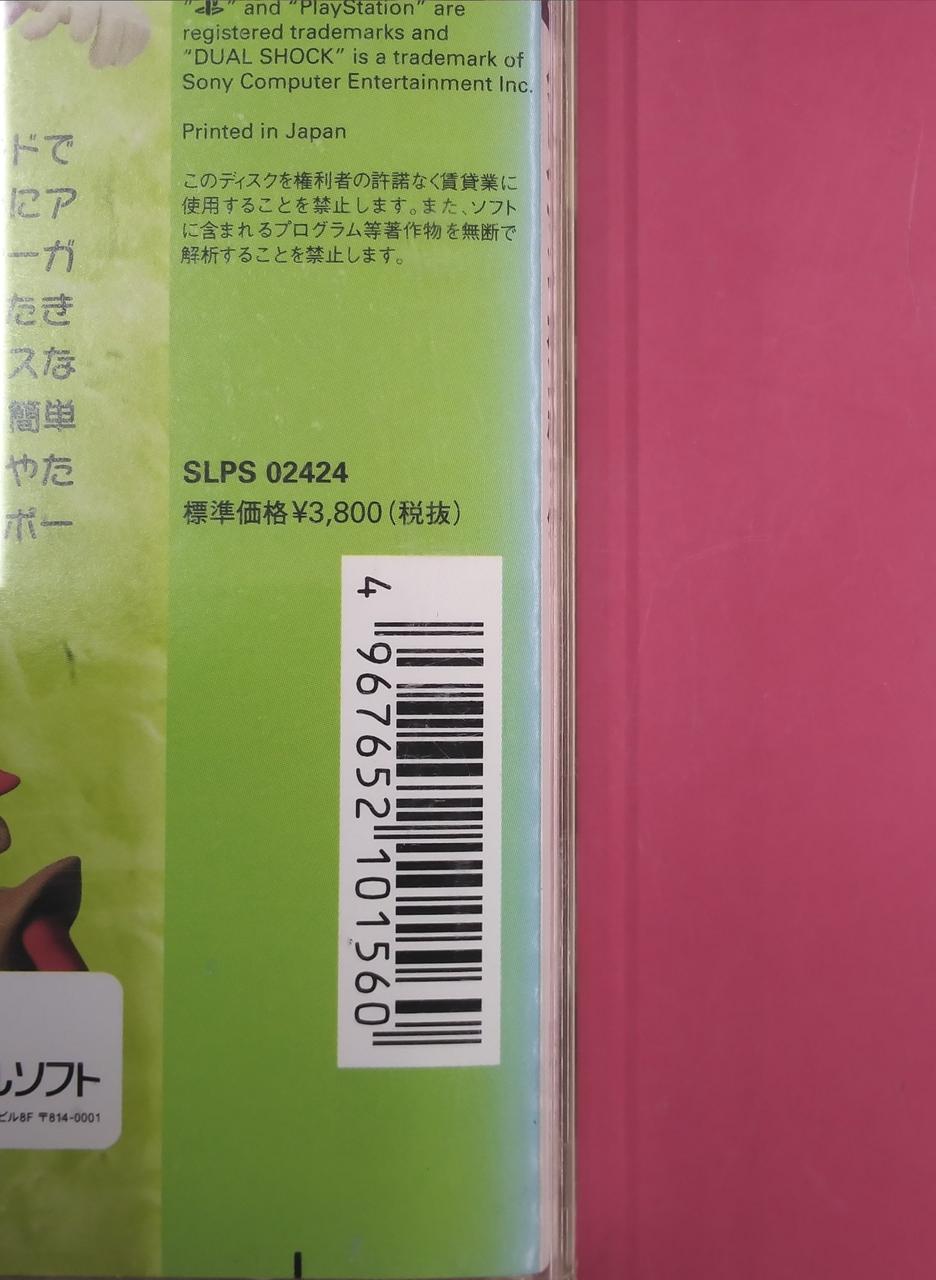 "PS" and "PlayStation" are
registered trademarks and
"DUAL SHOCK" is a trademark of
Sony Computer Entertainment Inc.
Printed in Japan
このディスクを権利者の許諾なく賃貸業に
使用することを禁止します。また、ソフト
に含まれるプログラム等著作物を無断で
解析することを禁止します。
ドで
にア
ーガ
たき
スな
簡単
やた
ポー
SLPS 02424
標準価格¥3,800(税抜)
4 967652 101560
ルソフト
ビル8F 〒814-0001